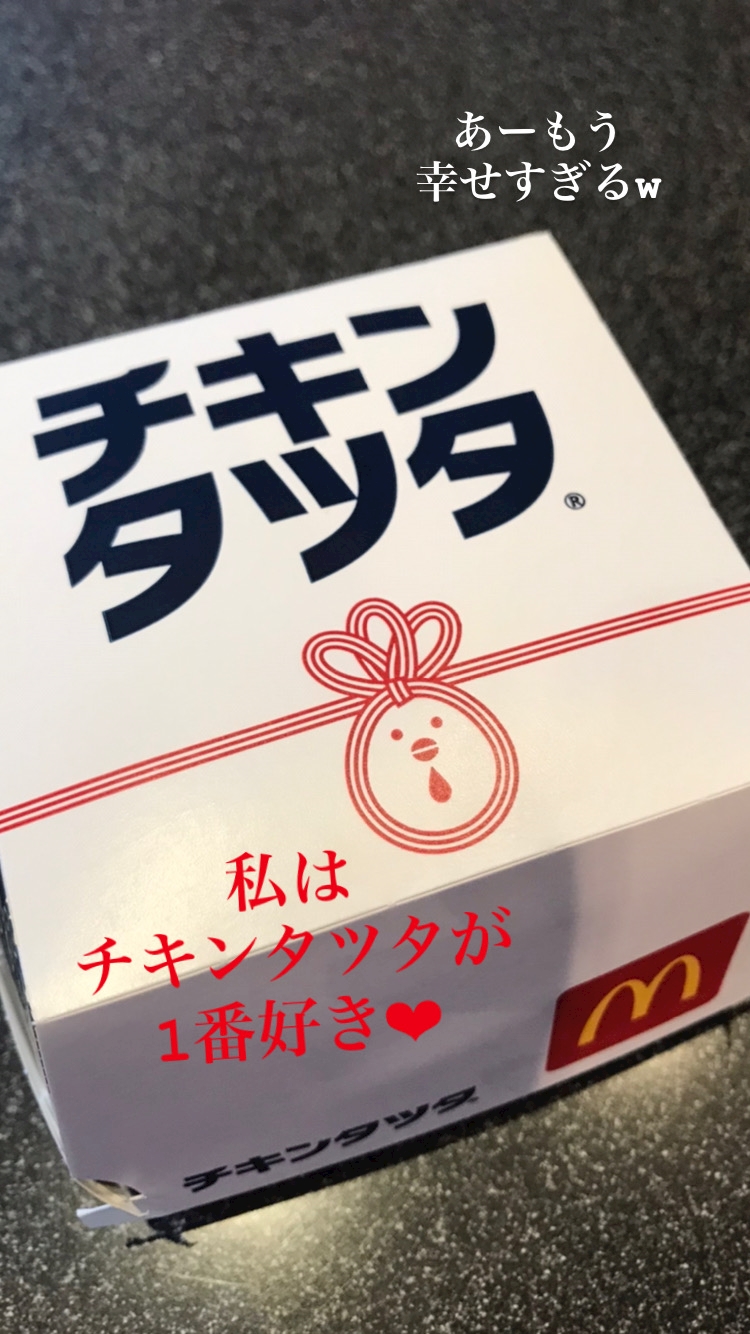 あーもう
幸せすぎるw
チキン
タツタ®
私は
チキンタツタが
1番好き❤
チキンタツタ